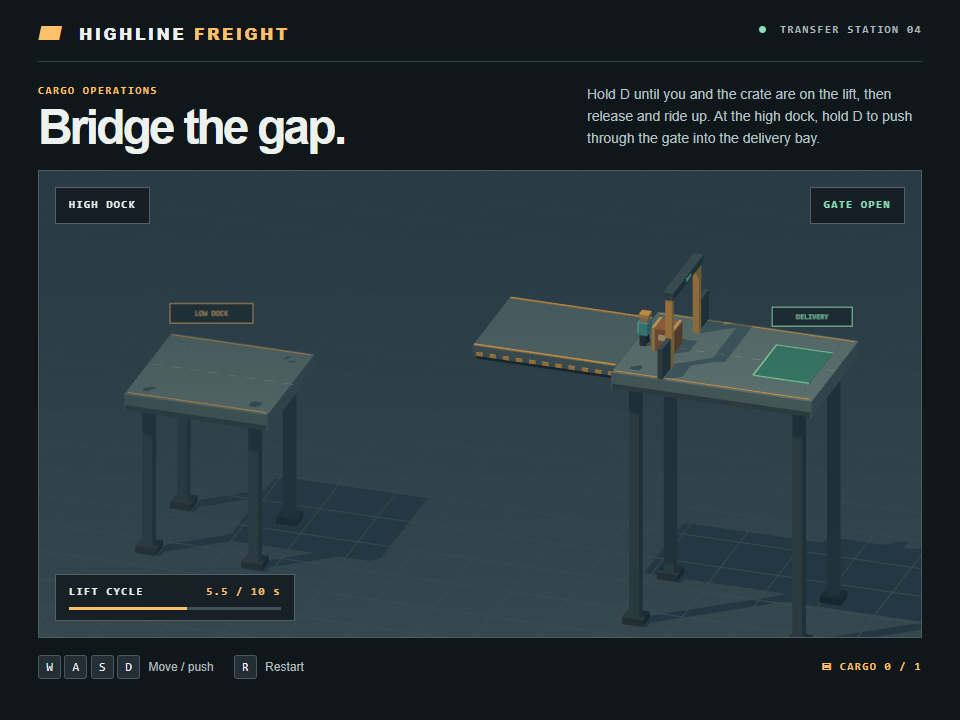 HIGHLINE FREIGHT
TRANSFER STATION 04
CARGO OPERATIONS
Bridge the gap.
Hold D until you and the crate are on the lift, then
release and ride up. At the high dock, hold D to push
through the gate into the delivery bay.
HIGH DOCK
GATE OPEN
LOW DOCK
DELIVERY
LIFT CYCLE 5.5 / 10 s
W A S D Move / push R Restart
CARGO 0 / 1